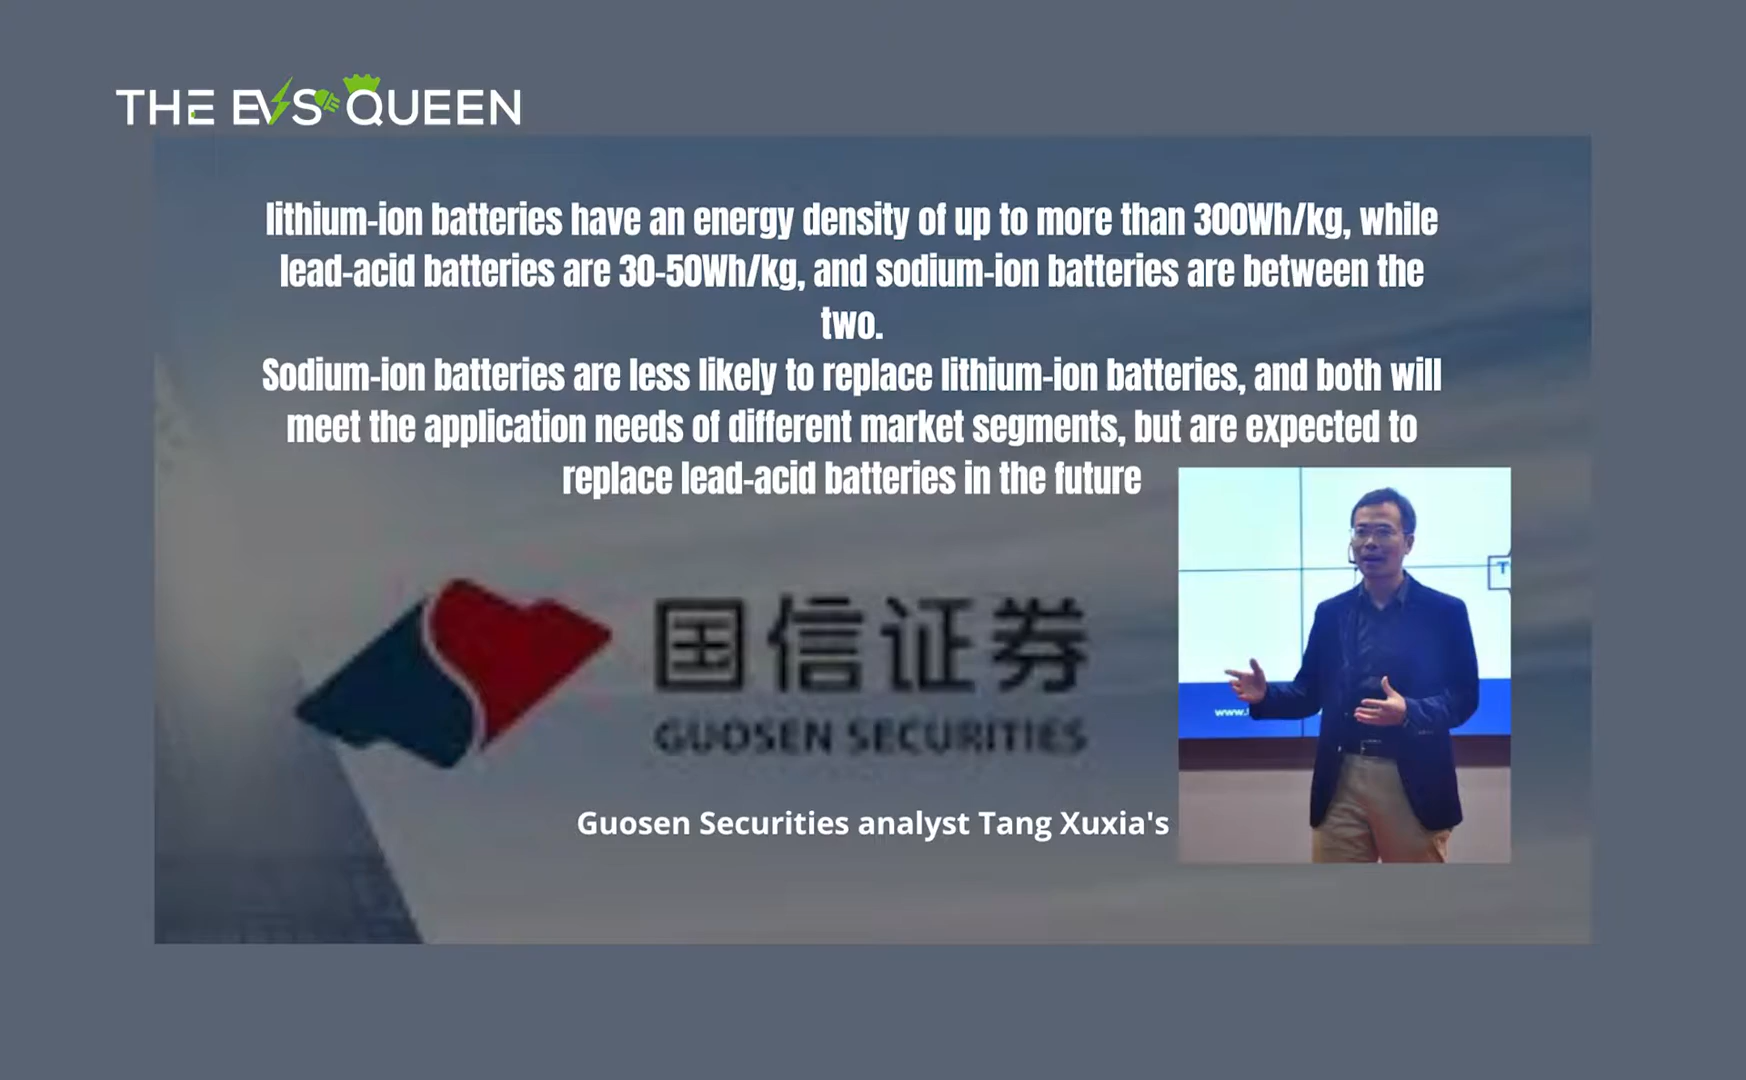 THE EVS QUEEN
lithium-ion batteries have an energy density of up to more than 300Wh/kg, while
lead-acid batteries are 30-50Wh/kg, and sodium-ion batteries are between the
two.
Sodium-ion batteries are less likely to replace lithium-ion batteries, and both will
meet the application needs of different market segments, but are expected to
replace lead-acid batteries in the future
国信证券
GUOSEN SECURITIES
www.
Guosen Securities analyst Tang Xuxia's